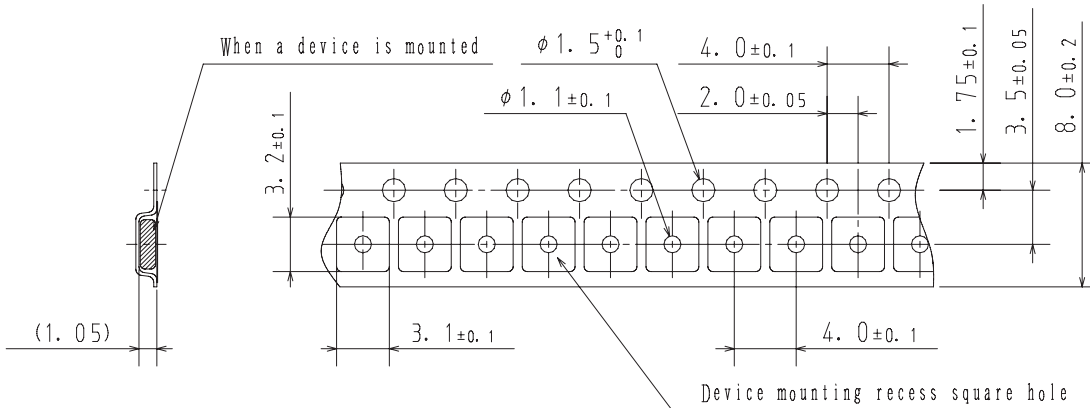 When a device is mounted
φ1.5 +0.1 0
4.0±0.1
φ1.1±0.1
2.0±0.05
1.75±0.1
3.5±0.05
8.0±0.2
3.2±0.1
(1.05)
3.1±0.1
4.0±0.1
Device mounting recess square hole